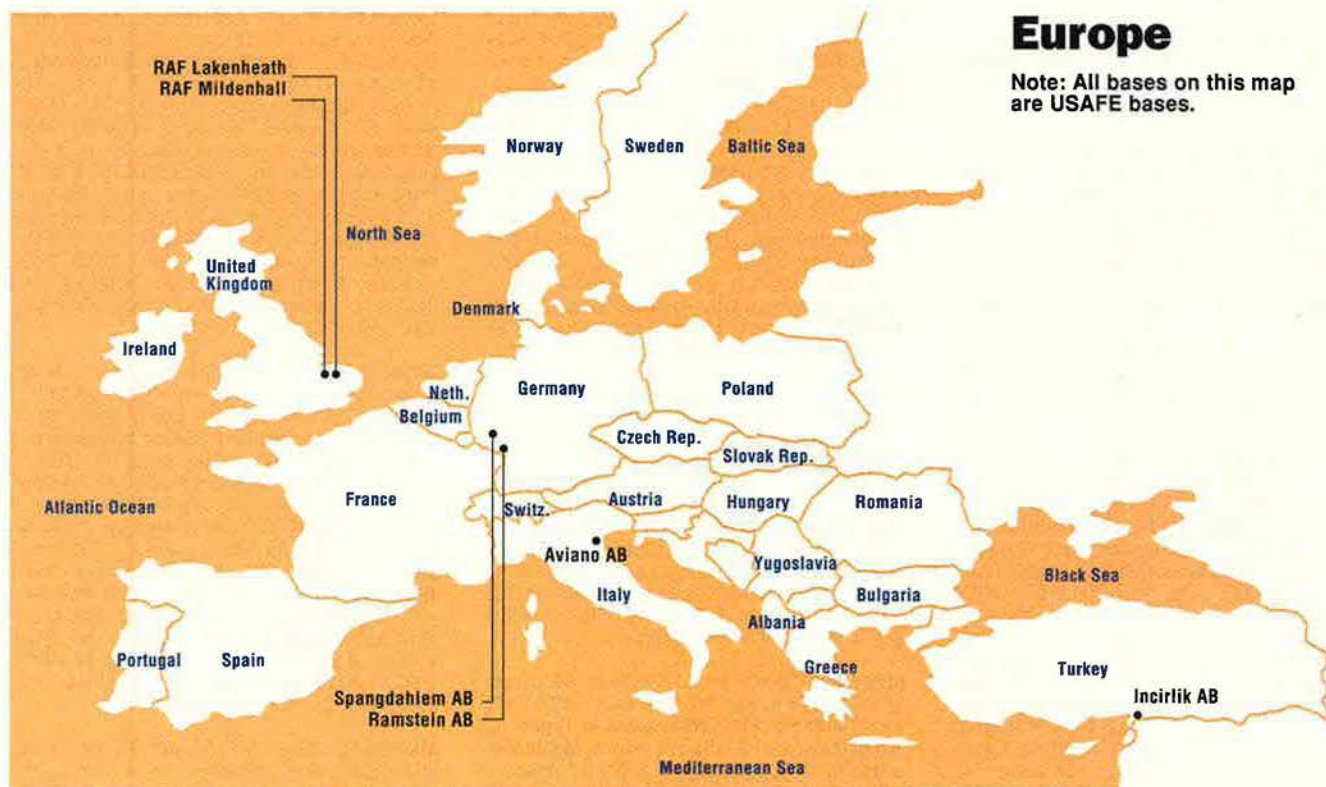 Europe
Note: All bases on this map
are USAFE bases.
RAF Lakenheath
RAF Mildenhall
Norway
Sweden
Baltic Sea
North Sea
United
Kingdom
Denmark
Ireland
Neth.
Germany
Poland
Belgium
Czech Rep.
Slovak Rep.
France
Atlantic Ocean
Switz.
Austria
Hungary
Romania
Aviano AB
Yugoslavia
Black Sea
Italy
Bulgaria
Albania
Portugal
Spain
Greece
Turkey
Spangdahlem AB
Ramstein AB
Incirlik AB
Mediterranean Sea